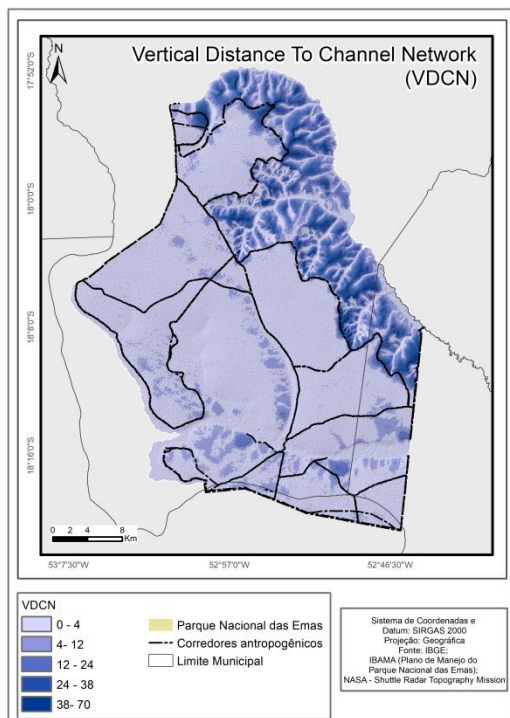 Vertical Distance To Channel Network
(VDCN)
N
17°52'0"S
18°0'0"S
18°8'0"S
18°16'0"S
0 2 4 8
Km
53°7'30"W
52°57'0"W
52°46'30"W
VDCN
0 - 4
4- 12
12 - 24
24 - 38
38- 70
Parque Nacional das Emas
Corredores antropogênicos
Limite Municipal
Sistema de Coordenadas e
Datum: SIRGAS 2000
Projeção: Geográfica
Fonte: IBGE;
IBAMA (Plano de Manejo do
Parque Nacional das Emas);
NASA - Shuttle Radar Topography Mission